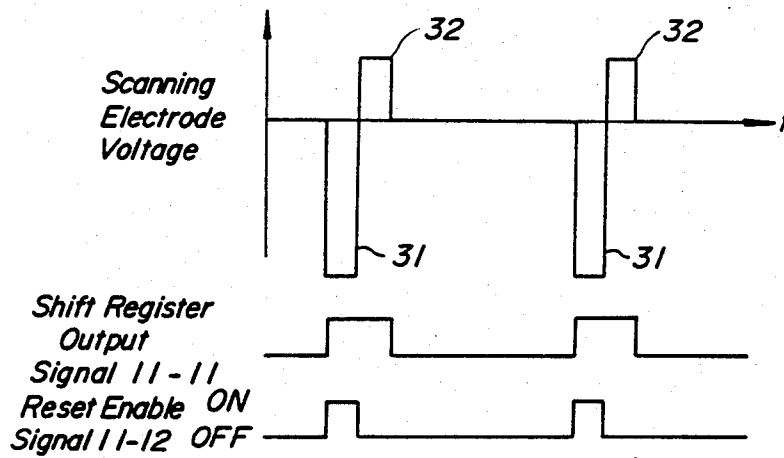 32
32
Scanning
Electrode
Voltage
t
31
31
Shift Register
Output
Signal 11-11
Reset Enable ON
Signal 11-12 OFF